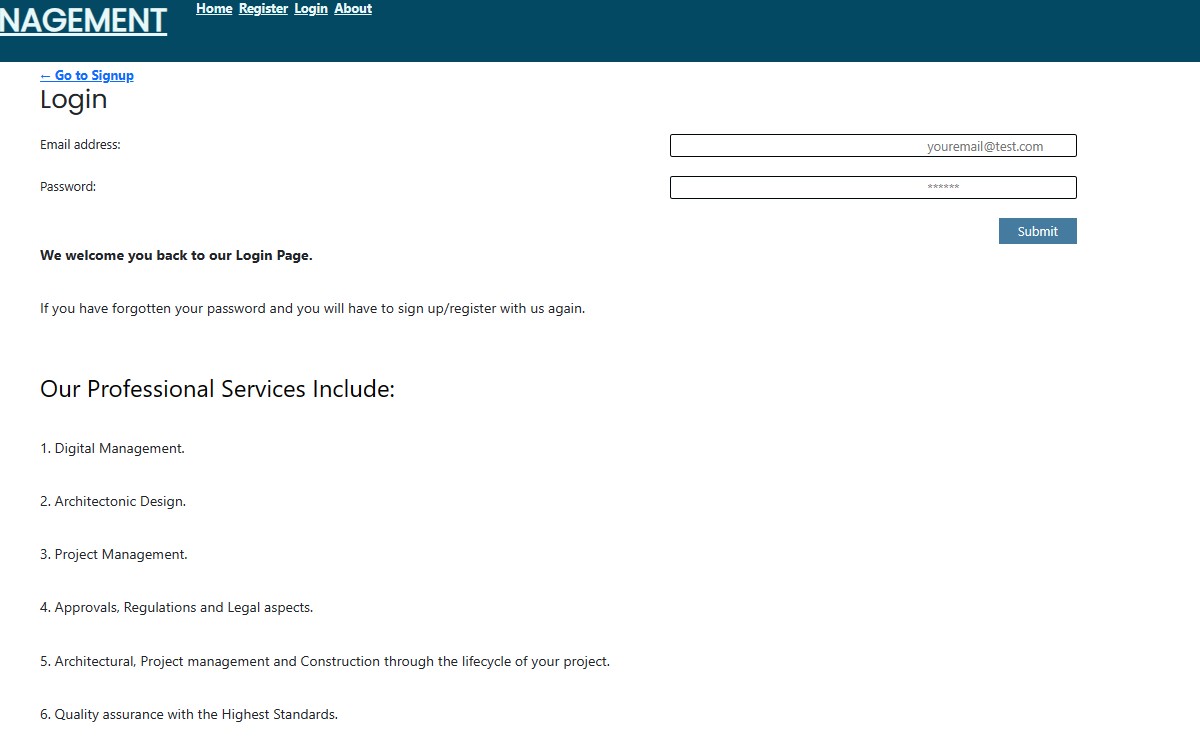 NAGEMENT
Home Register Login About
← Go to Signup
Login
Email address:
youremail@test.com
Password:
******
Submit
We welcome you back to our Login Page.
If you have forgotten your password and you will have to sign up/register with us again.
Our Professional Services Include:
1. Digital Management.
2. Architectonic Design.
3. Project Management.
4. Approvals, Regulations and Legal aspects.
5. Architectural, Project management and Construction through the lifecycle of your project.
6. Quality assurance with the Highest Standards.